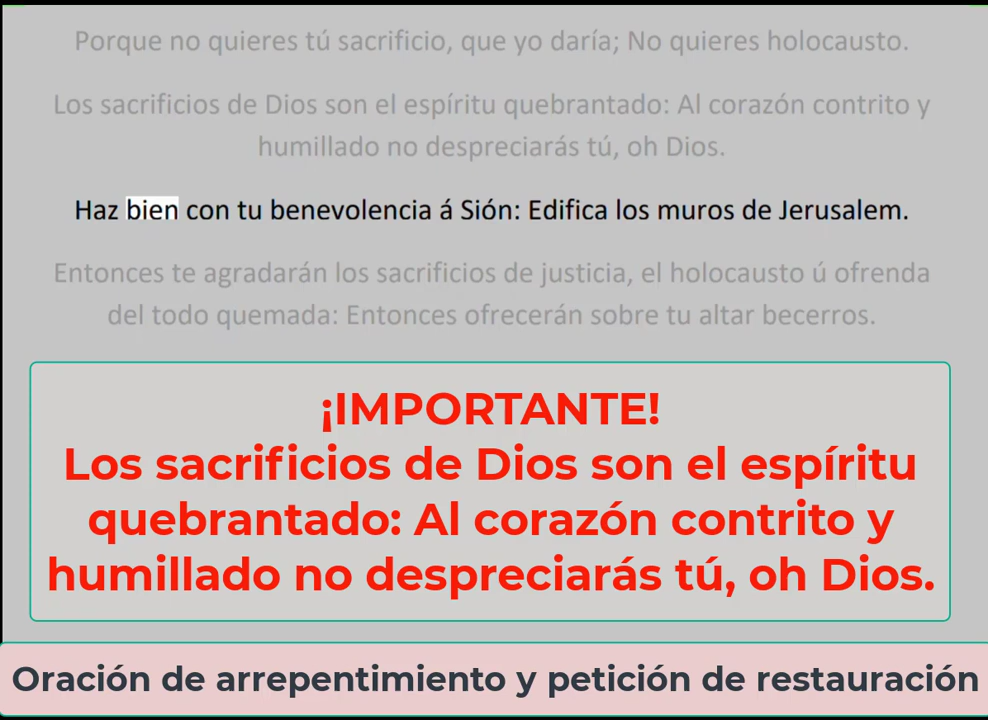 Porque no quieres tú sacrificio, que yo daría; No quieres holocausto.
Los sacrificios de Dios son el espíritu quebrantado: Al corazón contrito y
humillado no despreciarás tú, oh Dios.
Haz bien con tu benevolencia á Sión: Edifica los muros de Jerusalem.
Entonces te agradarán los sacrificios de justicia, el holocausto ú ofrenda
del todo quemada: Entonces ofrecerán sobre tu altar becerros.
¡IMPORTANTE!
Los sacrificios de Dios son el espíritu
quebrantado: Al corazón contrito y
humillado no despreciarás tú, oh Dios.
Oración de arrepentimiento y petición de restauración